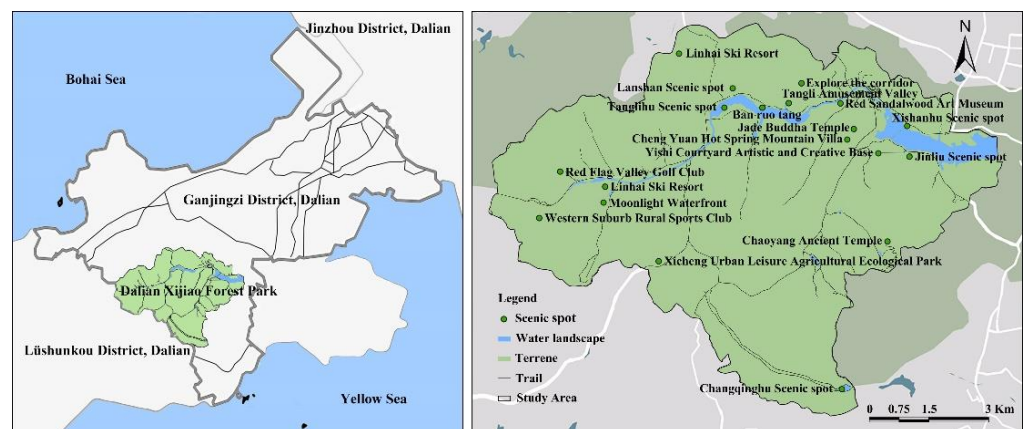 Jinzhou District, Dalian
Bohai Sea
Ganjingzi District, Dalian
Dalian Xijiao Forest Park
Lüshunkou District, Dalian
Yellow Sea
N
Linhai Ski Resort
Explore the corridor
Lanshan Scenic spot
Tangli Amusement Valley
Tanglihu Scenic spot
Red Sandalwood Art Museum
Ban ruo tang
Xishanhu Scenic spot
Jade Buddha Temple
Cheng Yuan Hot Spring Mountain Villa
Yishi Courtyard Artistic and Creative Base
Jinliu Scenic spot
Red Flag Valley Golf Club
Linhai Ski Resort
Moonlight Waterfront
Western Suburb Rural Sports Club
Chaoyang Ancient Temple
Xicheng Urban Leisure Agricultural Ecological Park
Legend
Scenic spot
Water landscape
Terrene
Trail
Study Area
Changqinghu Scenic spot
0 0.75 1.5 3 Km